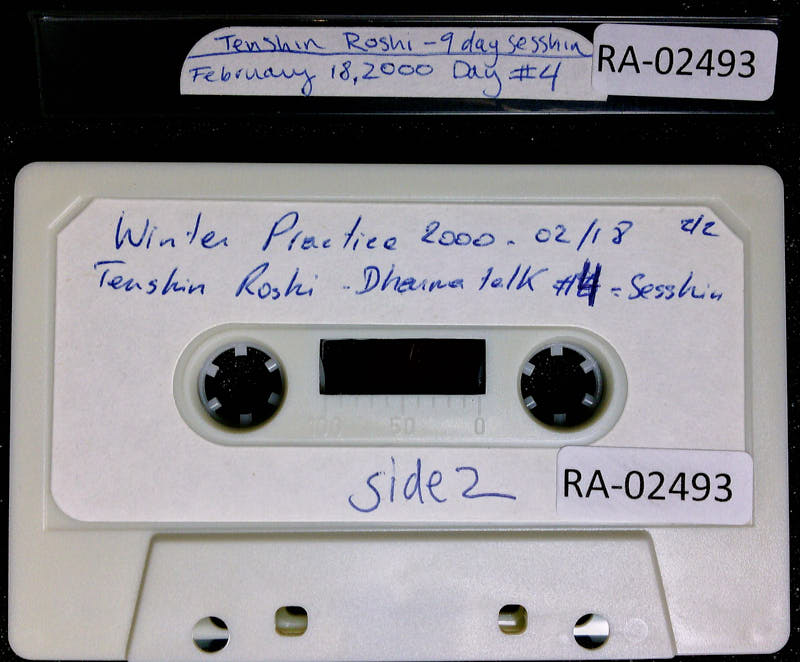 Tenshin Roshi - 9 day sesshin
February 18, 2000 Day #4
RA-02493
Winter Practice 2000 - 02/18 2/2
Tenshin Roshi - Dharma talk #4 - Sesshin
100 50 0
side 2
RA-02493